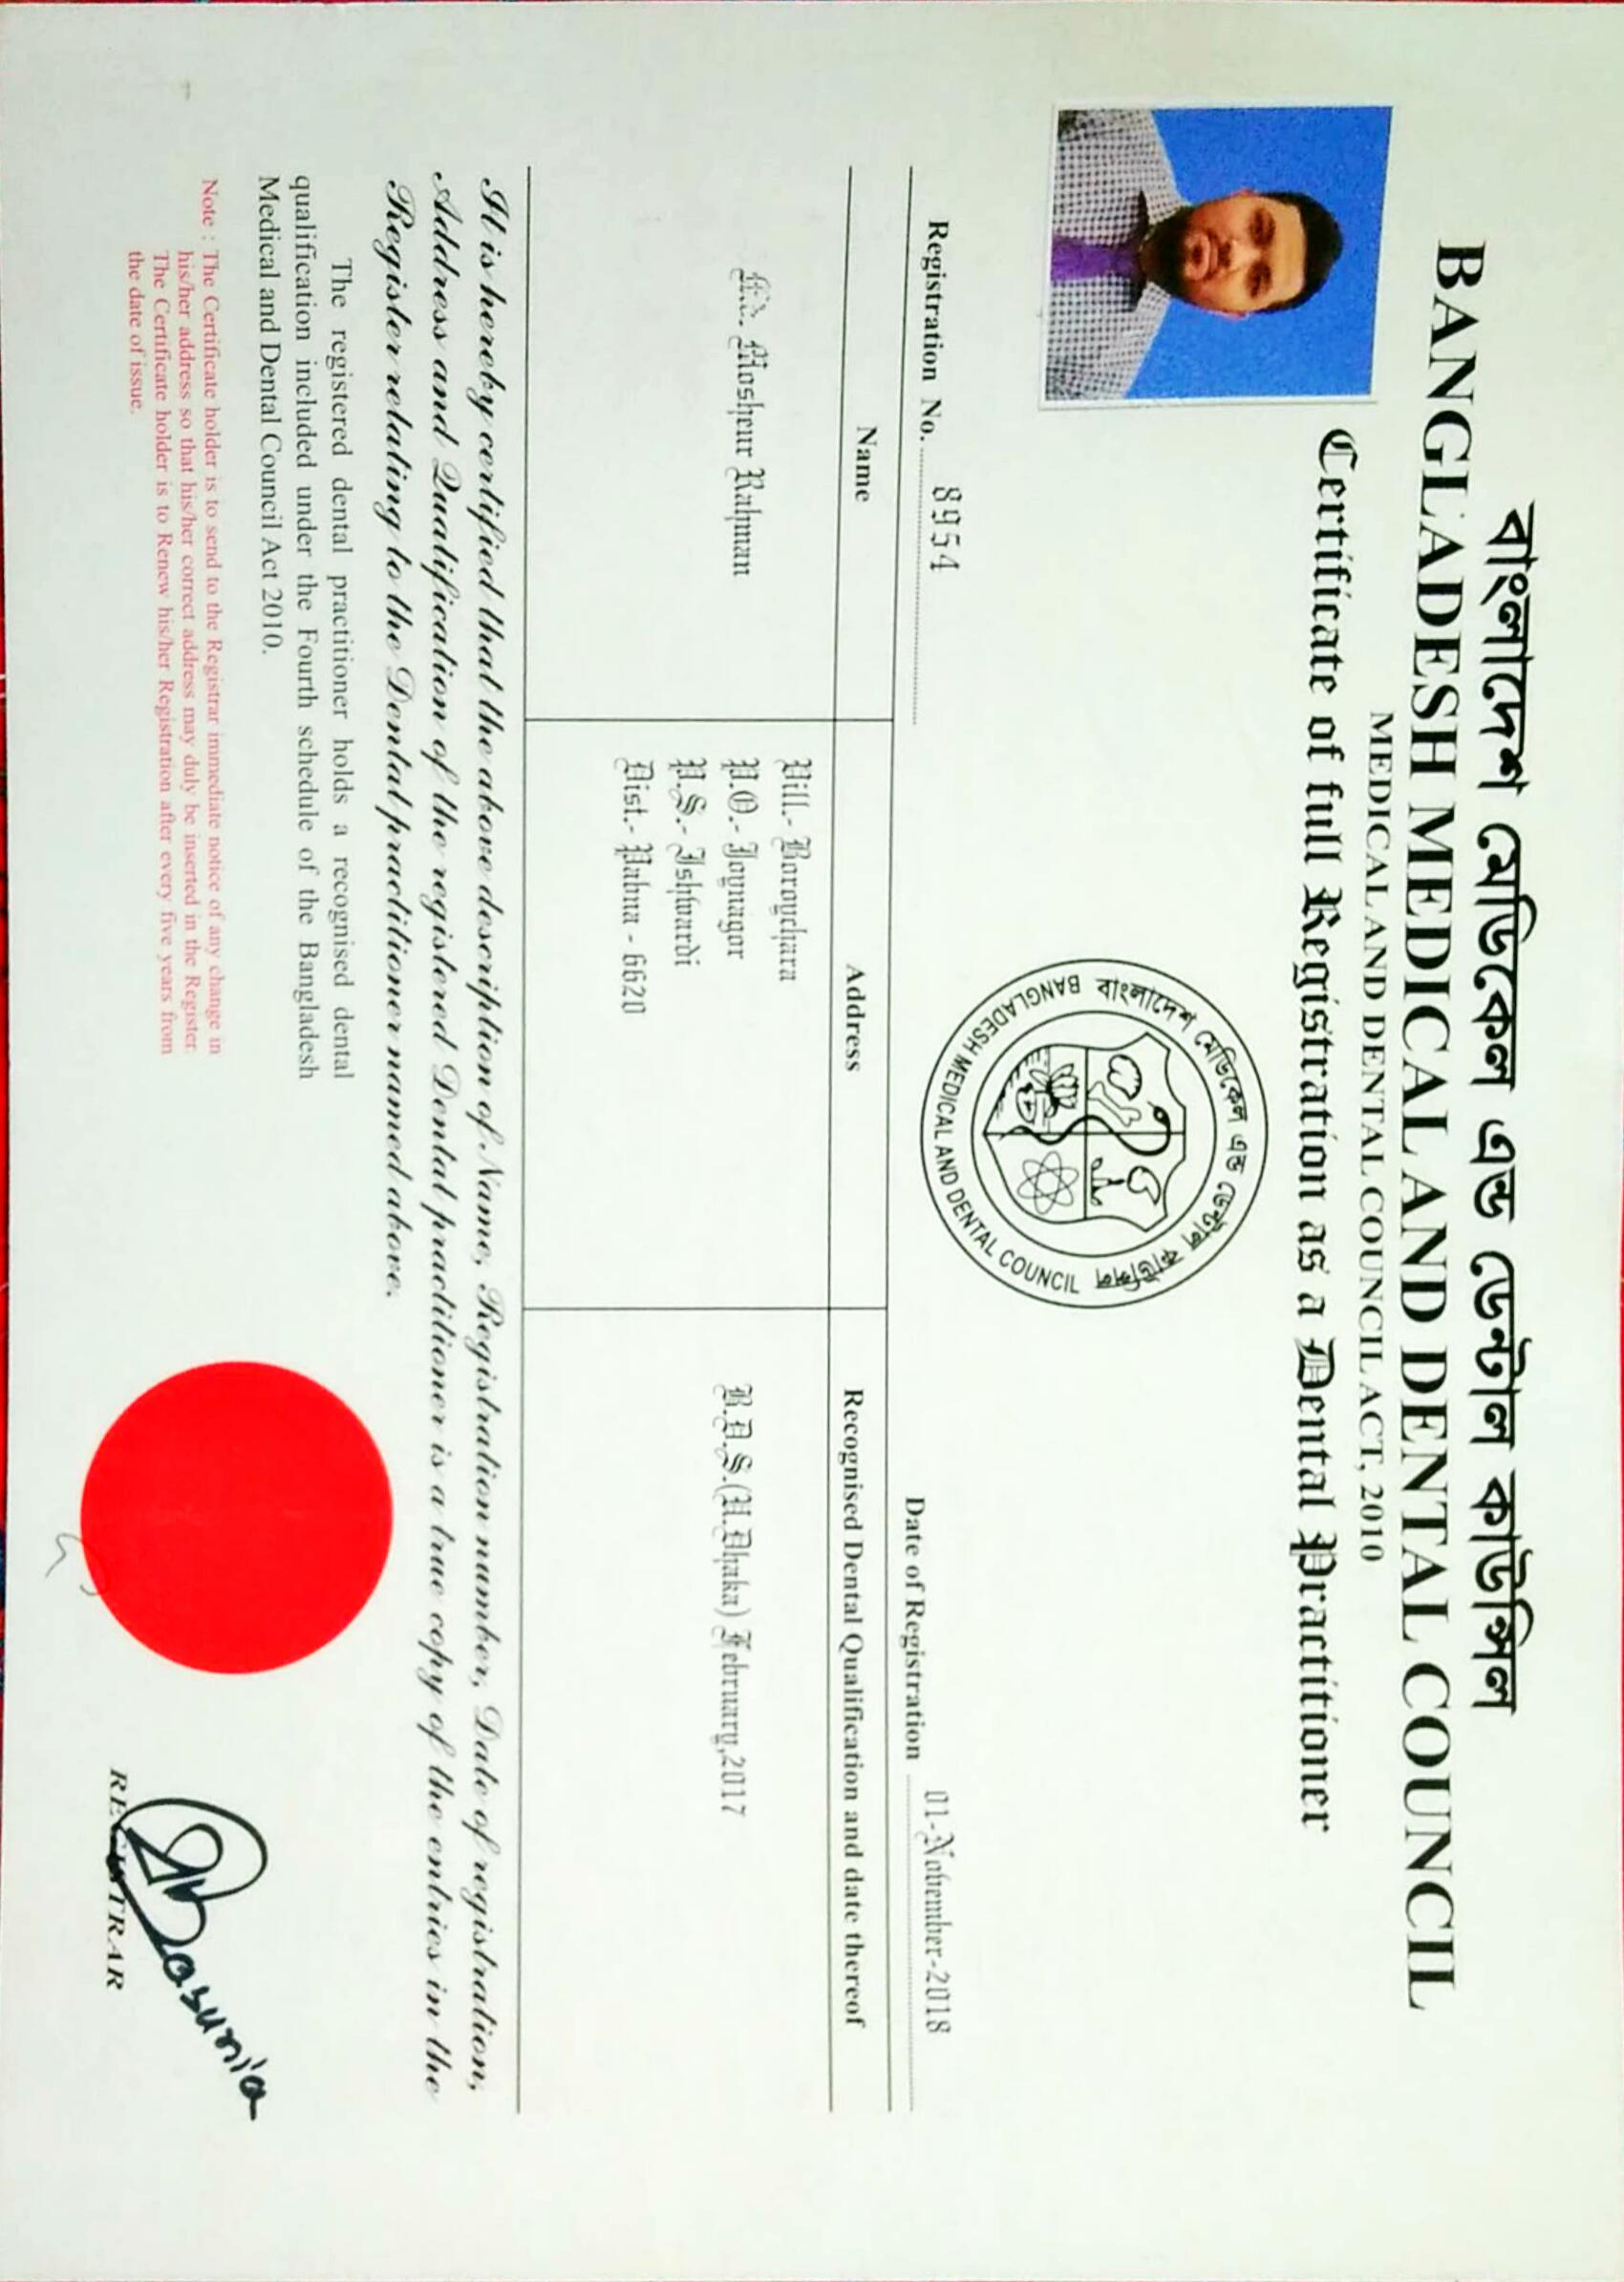 বাংলাদেশ মেডিকেল এন্ড ডেন্টাল কাউন্সিল
BANGLADESH MEDICAL AND DENTAL COUNCIL
MEDICAL AND DENTAL COUNCIL ACT, 2010
Certificate of full Registration as a Dental Practitioner
বাংলাদেশ মেডিকেল এন্ড ডেন্টাল কাউন্সিল
BANGLADESH MEDICAL AND DENTAL COUNCIL
Registration No. 8954 Date of Registration 01-November-2018
Name Address Recognised Dental Qualification and date thereof
Md. Mosheur Rahman
Vill.- Baroychara
P.O.- Joynagor
P.S.- Ishwardi
Dist.- Pabna - 6620
B.D.S.(U.Dhaka) February,2017
It is hereby certified that the above description of Name, Registration number, Date of registration,
Address and Qualification of the registered Dental practitioner is a true copy of the entries in the
Register relating to the Dental practitioner named above.
The registered dental practitioner holds a recognised dental
qualification included under the Fourth schedule of the Bangladesh
Medical and Dental Council Act 2010.
Note : The Certificate holder is to send to the Registrar immediate notice of any change in
his/her address so that his/her correct address may duly be inserted in the Register.
The Certificate holder is to Renew his/her Registration after every five years from
the date of issue.
REGISTRAR